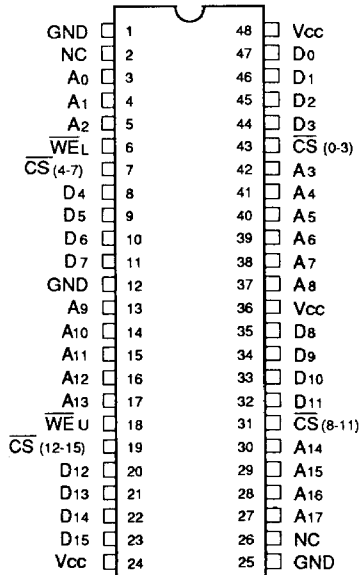 GND 1 48 Vcc
NC 2 47 D0
A0 3 46 D1
A1 4 45 D2
A2 5 44 D3
WEL 6 43 CS (0-3)
CS (4-7) 7 42 A3
D4 8 41 A4
D5 9 40 A5
D6 10 39 A6
D7 11 38 A7
GND 12 37 A8
A9 13 36 Vcc
A10 14 35 D8
A11 15 34 D9
A12 16 33 D10
A13 17 32 D11
WE U 18 31 CS (8-11)
CS (12-15) 19 30 A14
D12 20 29 A15
D13 21 28 A16
D14 22 27 A17
D15 23 26 NC
Vcc 24 25 GND